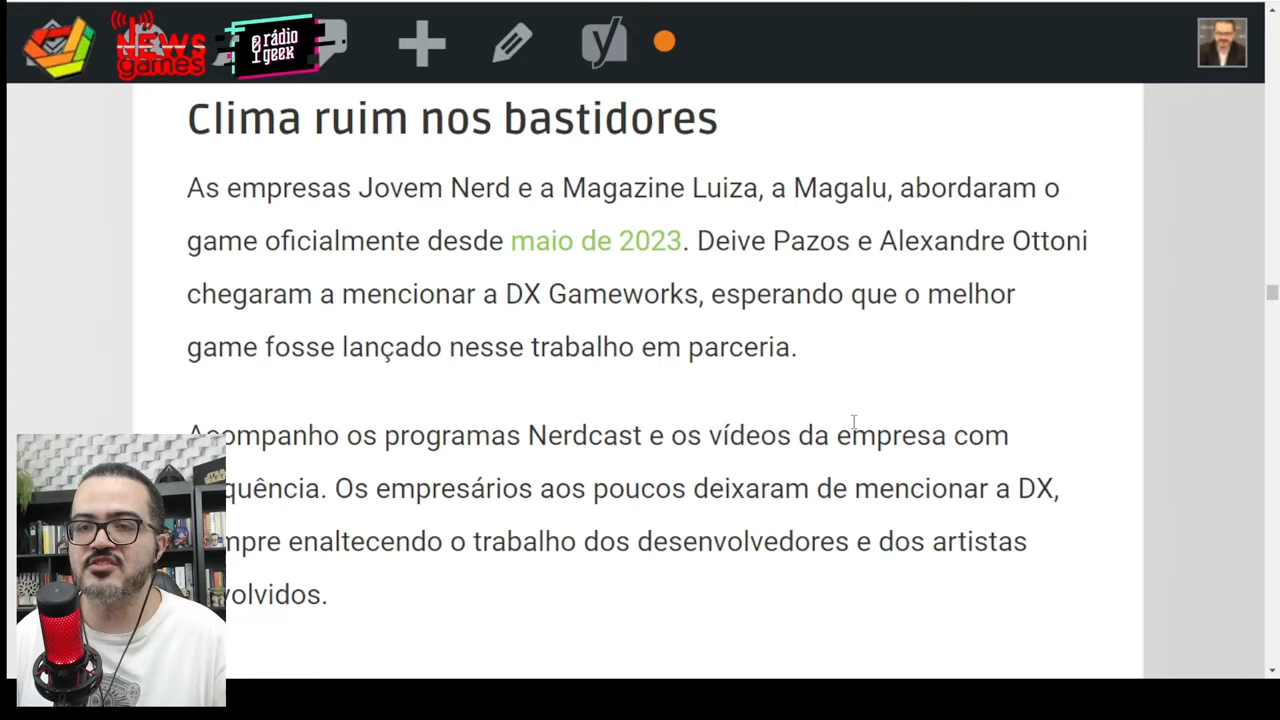 NEWS
games
rádio
geek
Clima ruim nos bastidores
As empresas Jovem Nerd e a Magazine Luiza, a Magalu, abordaram o
game oficialmente desde maio de 2023. Deive Pazos e Alexandre Ottoni
chegaram a mencionar a DX Gameworks, esperando que o melhor
game fosse lançado nesse trabalho em parceria.
Acompanho os programas Nerdcast e os vídeos da empresa com
quência. Os empresários aos poucos deixaram de mencionar a DX,
mpre enaltecendo o trabalho dos desenvolvedores e dos artistas
volvidos.
STAR
WARS